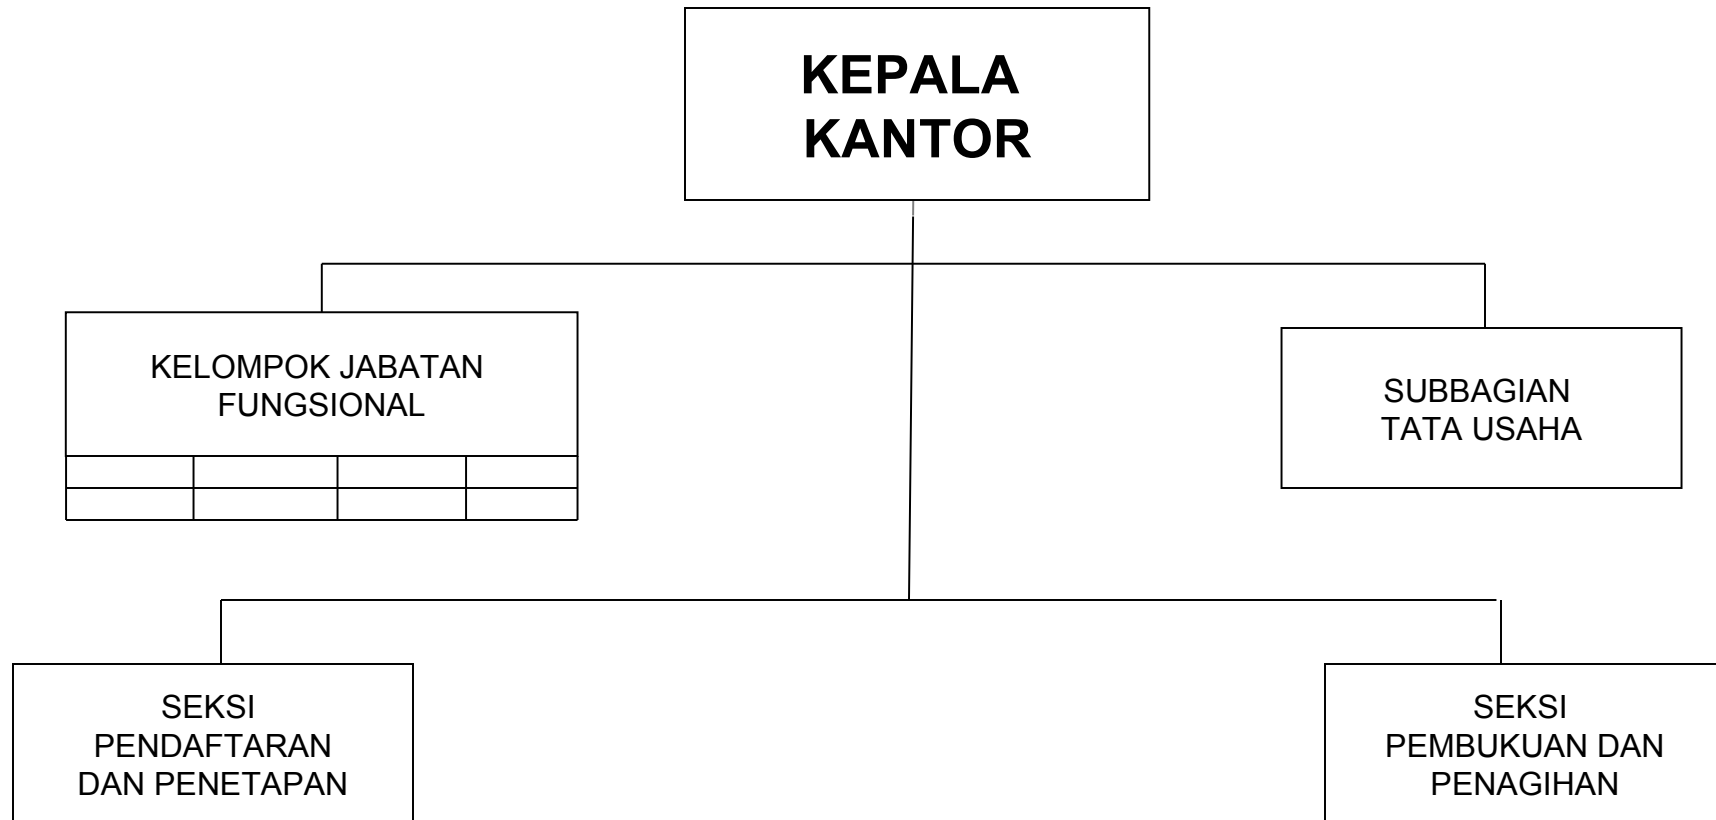 KEPALA
KANTOR
KELOMPOK JABATAN
FUNGSIONAL
SUBBAGIAN
TATA USAHA
SEKSI
PENDAFTARAN
DAN PENETAPAN
SEKSI
PEMBUKUAN DAN
PENAGIHAN